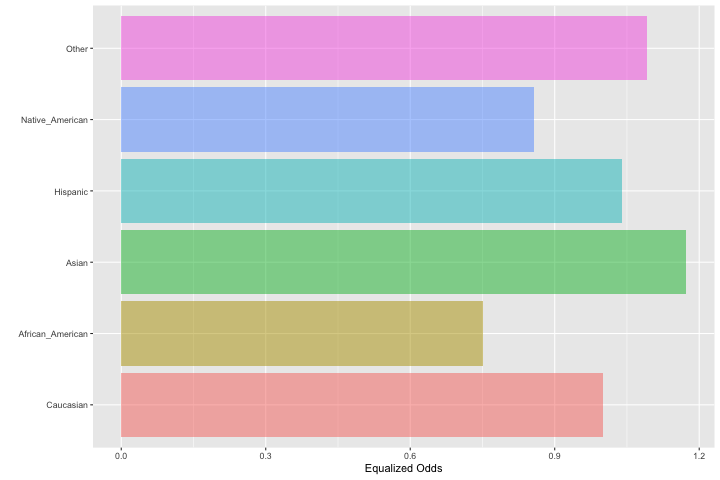 Other
Native_American
Hispanic
Asian
African_American
Caucasian
0.0 0.3 0.6 0.9 1.2
Equalized Odds